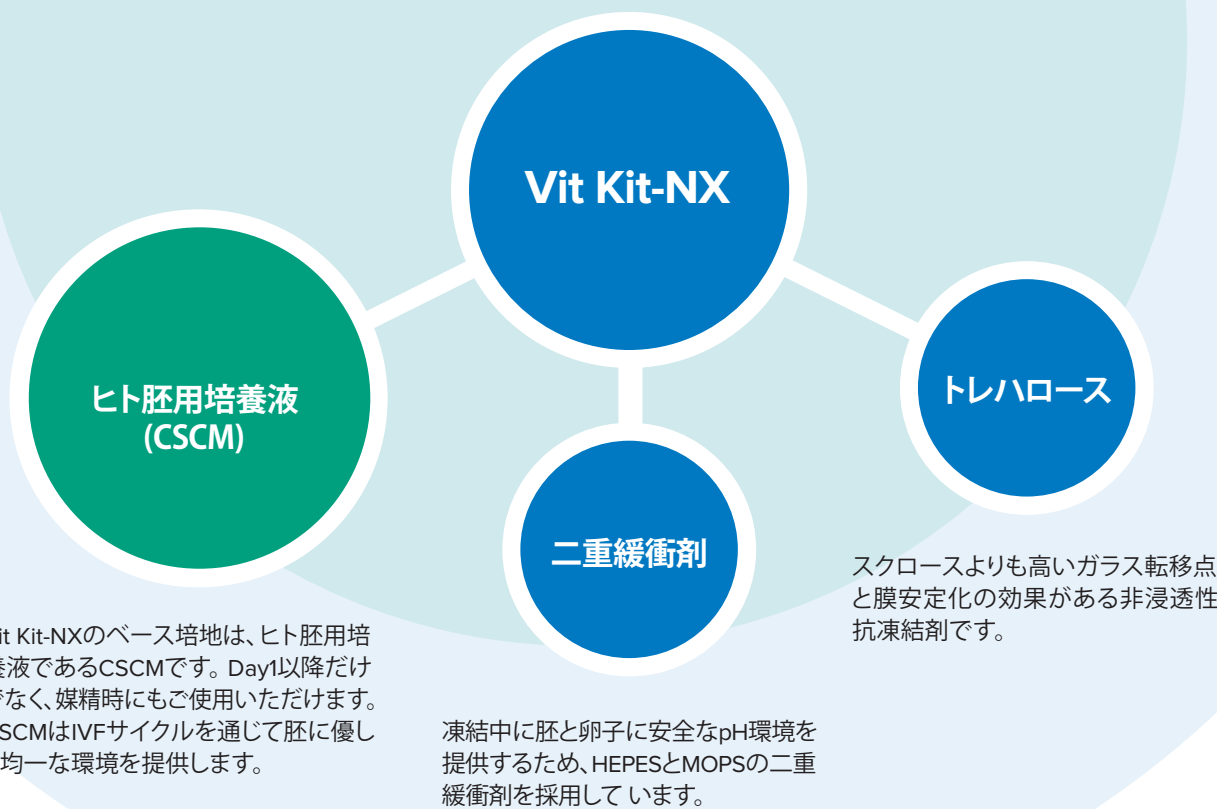 Vit Kit-NX
ヒト胚用培養液
(CSCM)
トレハロース
二重緩衝剤
it Kit-NXのベース培地は、ヒト胚用培
養液であるCSCMです。Day1以降だけ
でなく、媒精時にもご使用いただけます。
SCMはIVFサイクルを通じて胚に優し
均一な環境を提供します。
凍結中に胚と卵子に安全なpH環境を
提供するため、HEPESとMOPSの二重
緩衝剤を採用して います。
スクロースよりも高いガラス転移点
と膜安定化の効果がある非浸透性
抗凍結剤です。